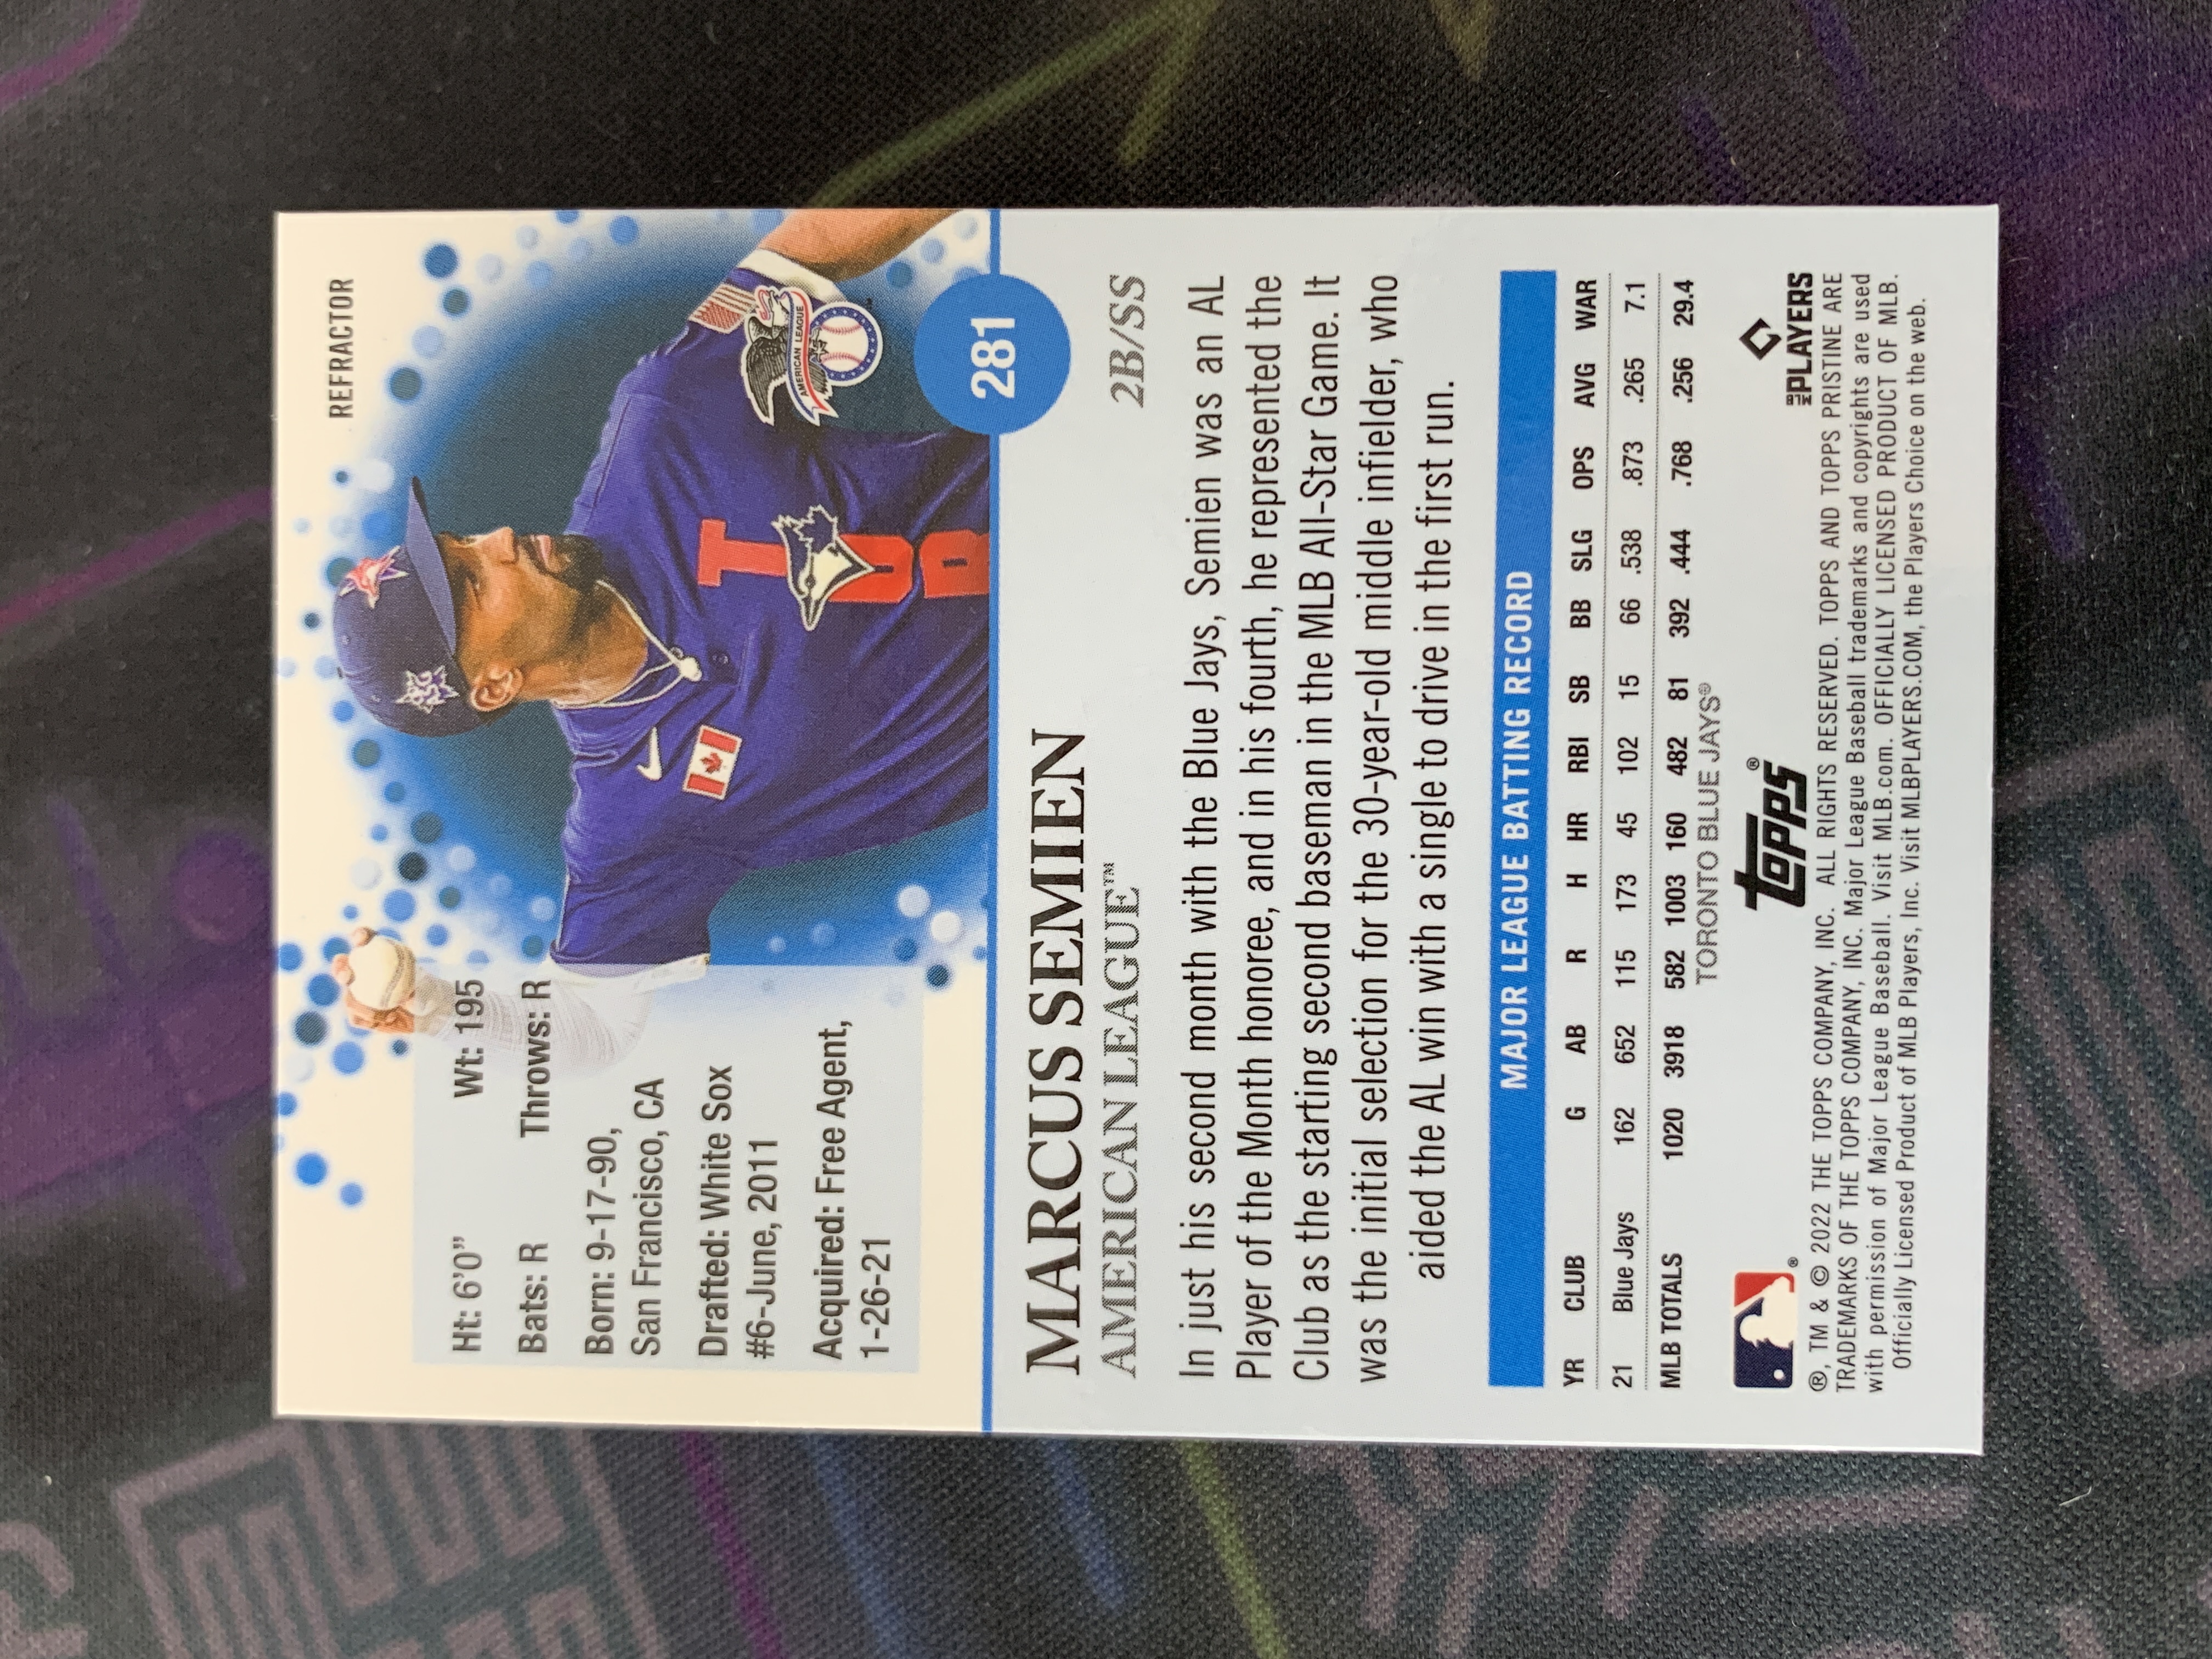 REFRACTOR
Ht: 6'0" Wt: 195
Bats: R Throws: R
Born: 9-17-90,
San Francisco, CA
Drafted: White Sox
#6-June, 2011
Acquired: Free Agent,
1-26-21
T
O
R
AMERICAN LEAGUE
281
MARCUS SEMIEN
AMERICAN LEAGUE™ 2B/SS
In just his second month with the Blue Jays, Semien was an AL
Player of the Month honoree, and in his fourth, he represented the
Club as the starting second baseman in the MLB All-Star Game. It
was the initial selection for the 30-year-old middle infielder, who
aided the AL win with a single to drive in the first run.
MAJOR LEAGUE BATTING RECORD
YR CLUB G AB R H HR RBI SB BB SLG OPS AVG WAR
21 Blue Jays 162 652 115 173 45 102 15 66 .538 .873 .265 7.1
MLB TOTALS 1020 3918 582 1003 160 482 81 392 .444 .768 .256 29.4
TORONTO BLUE JAYS®
® topps® MLB PLAYERS
®, TM & © 2022 THE TOPPS COMPANY, INC. ALL RIGHTS RESERVED. TOPPS AND TOPPS PRISTINE ARE
TRADEMARKS OF THE TOPPS COMPANY, INC. Major League Baseball trademarks and copyrights are used
with permission of Major League Baseball. Visit MLB.com. OFFICIALLY LICENSED PRODUCT OF MLB.
Officially Licensed Product of MLB Players, Inc. Visit MLBPLAYERS.COM, the Players Choice on the web.